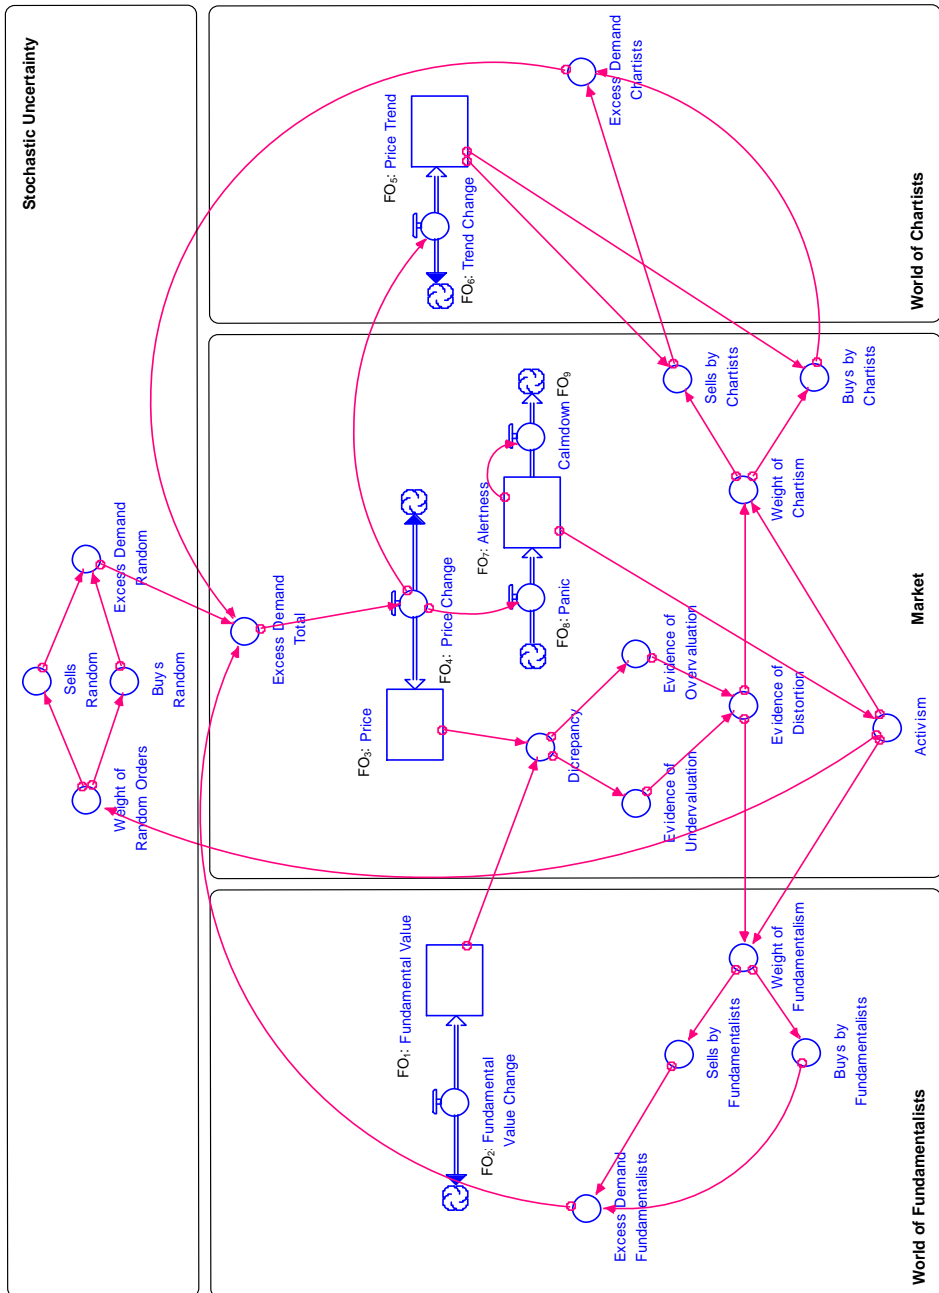 Stochastic Uncertainty
Weight of
Random Orders
Sells
Random
Buys
Random
Excess Demand
Random
World of Fundamentalists
FO1: Fundamental Value
FO2: Fundamental
Value Change
Excess Demand
Fundamentalists
Sells by
Fundamentalists
Buys by
Fundamentalists
Weight of
Fundamentalism
Market
Excess Demand
Total
FO3: Price
FO4: Price Change
FO7: Alertness
FO8: Panic
Calmdown FO9
Dicrepancy
Evidence of
Undervaluation
Evidence of
Overvaluation
Evidence of
Distortion
Activism
Weight of
Chartism
Sells by
Chartists
Buys by
Chartists
World of Chartists
FO5: Price Trend
FO6: Trend Change
Excess Demand
Chartists